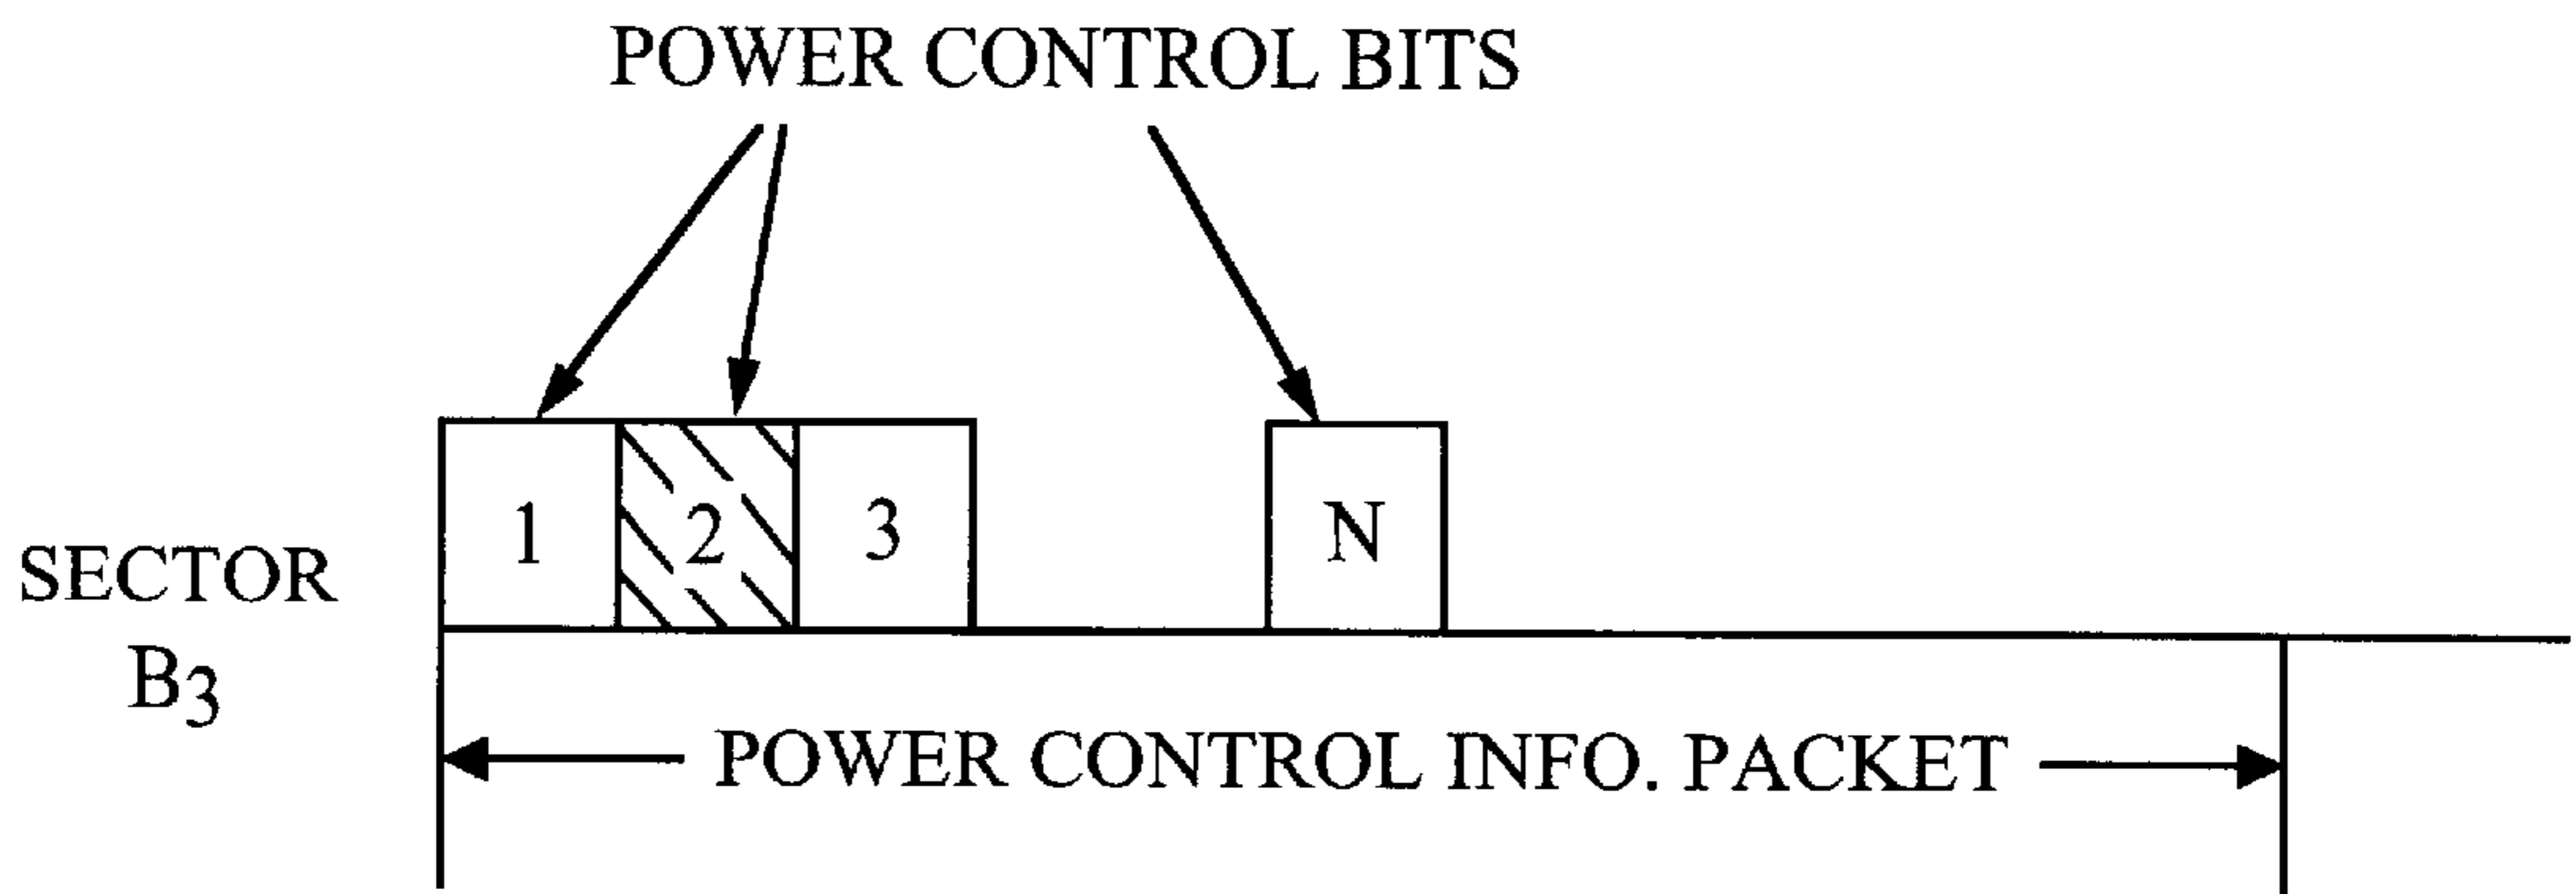 POWER CONTROL BITS
1 2 3 N
SECTOR
B3
POWER CONTROL INFO. PACKET